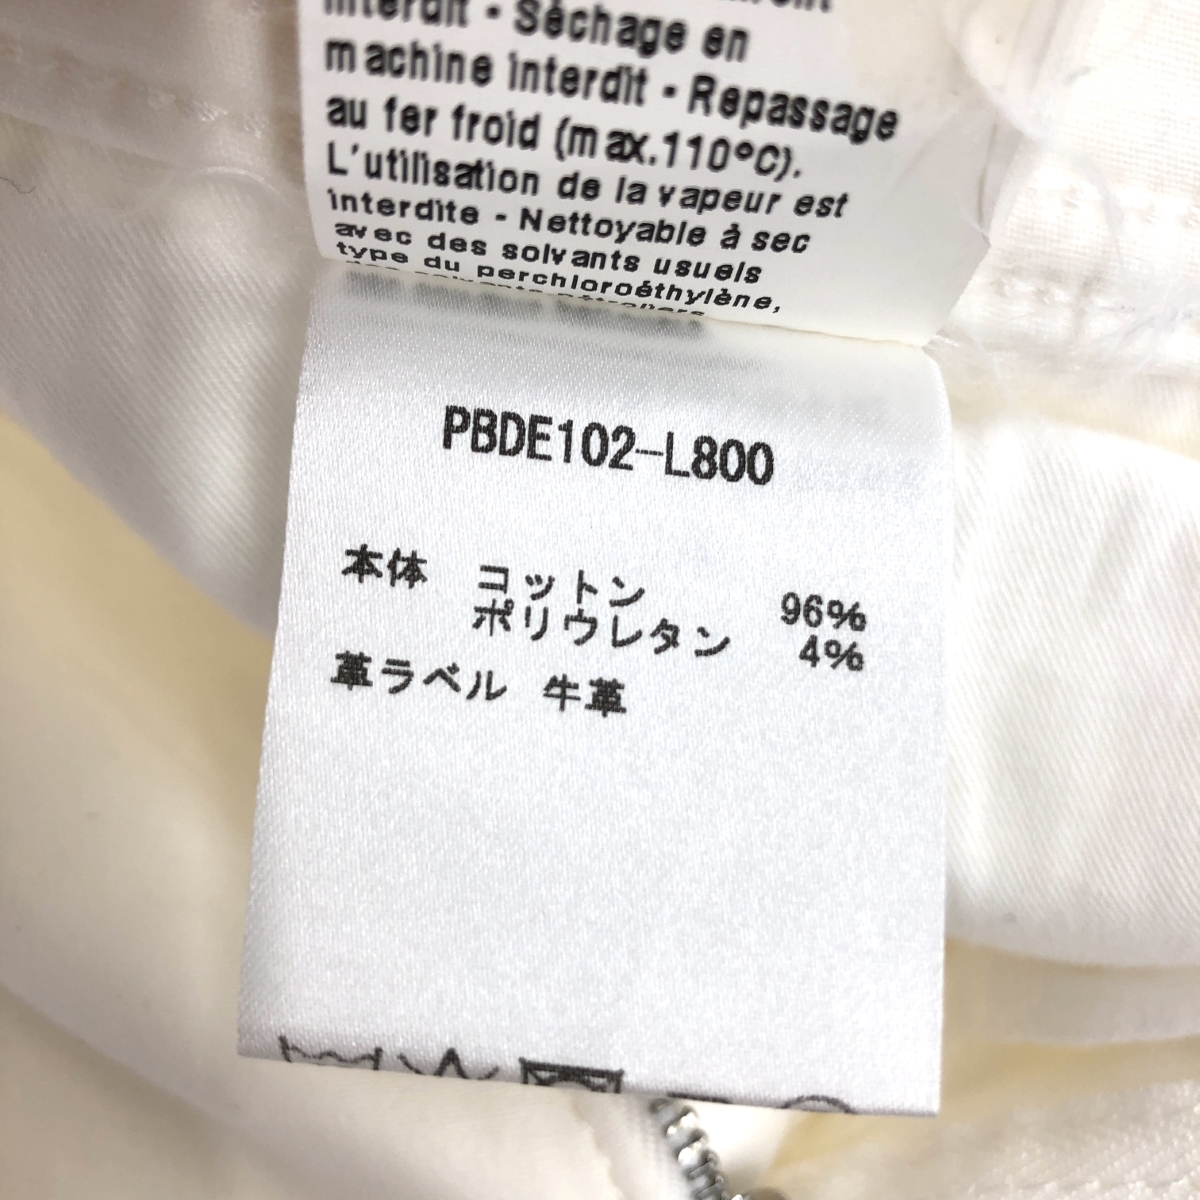 interdit - Séchage en
machine interdit - Repassage
au fer froid (max.110°C).
L'utilisation de la vapeur est
interdite - Nettoyable à sec
avec des solvants usuels
type du perchloroéthylène,
PBDE102-L800
本体 コットン 96%
ポリウレタン 4%
革ラベル 牛革